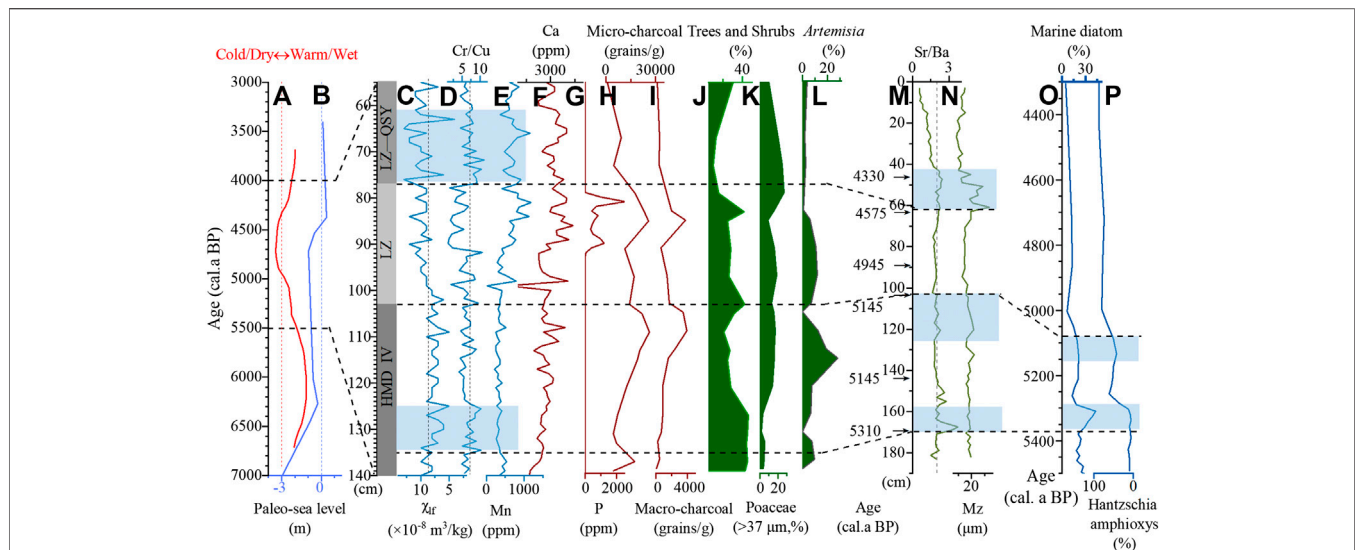 Ca Micro-charcoal Trees and Shrubs Artemisia Marine diatom
Cold/Dry↔Warm/Wet Cr/Cu (ppm) (grains/g) (%) (%) Sr/Ba (%)
5 10 3000 0 30000 40 0 10 20 0 3 0 30
A B C D E F G H I J K L M N O P
3000
3500
4000
4500
5000
5500
6000
6500
7000
Age (cal.a BP)
-3 0
Paleo-sea level
(m)
60
70
80
90
100
110
120
130
140
(cm)
LZ—QSY
LZ
HMD IV
10 5 0 1000 0 2000 0 4000 0 20
χlf
(×10⁻⁸ m³/kg)
Mn
(ppm)
P
(ppm)
Macro-charcoal
(grains/g)
Poaceae
(>37 μm,%)
4330
4575
4945
5145
5145
5310
Age
(cal.a BP)
0
20
40
60
80
100
120
140
160
180
(cm)
20
Mz
(μm)
4400
4600
4800
5000
5200
5400
Age
(cal. a BP)
100 0
Hantzschia
amphioxys
(%)